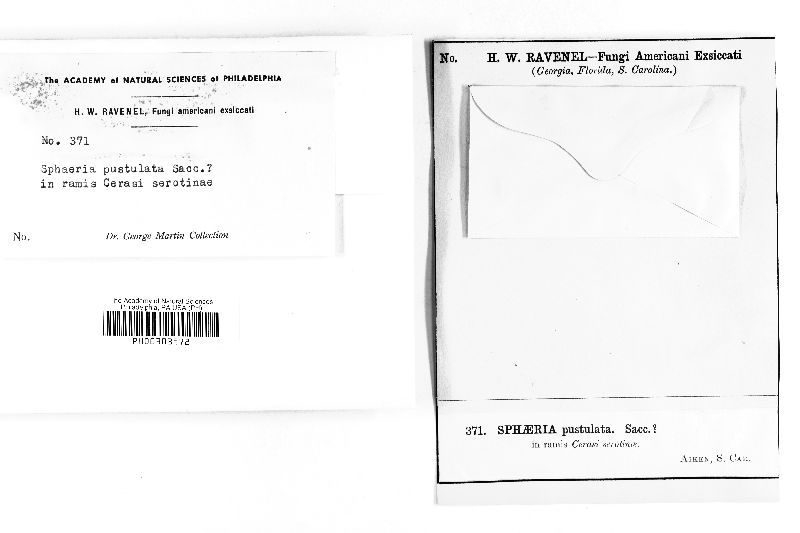 The ACADEMY of NATURAL SCIENCES of PHILADELPHIA
H. W. RAVENEL, Fungi americani exsiccati
No. 371
Sphaeria pustulata Sacc.?
in ramis Cerasi serotinae
No. Dr. George Martin Collection
The Academy of Natural Sciences
Philadelphia, PA USA (PH)
No. H. W. RAVENEL—Fungi Americani Exsiccati
(Georgia, Florida, S. Carolina.)
371. SPHÆRIA pustulata. Sacc.?
in ramis Cerasi serotinæ.
AIKEN, S. CAR.